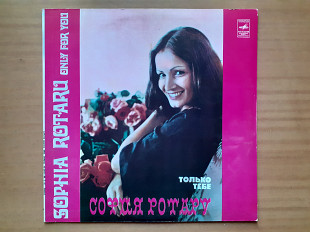 SOPHIA ROTARU
ONLY FOR YOU
ТОЛЬКО
ТЕБЕ
СОФИЯ РОТАРУ